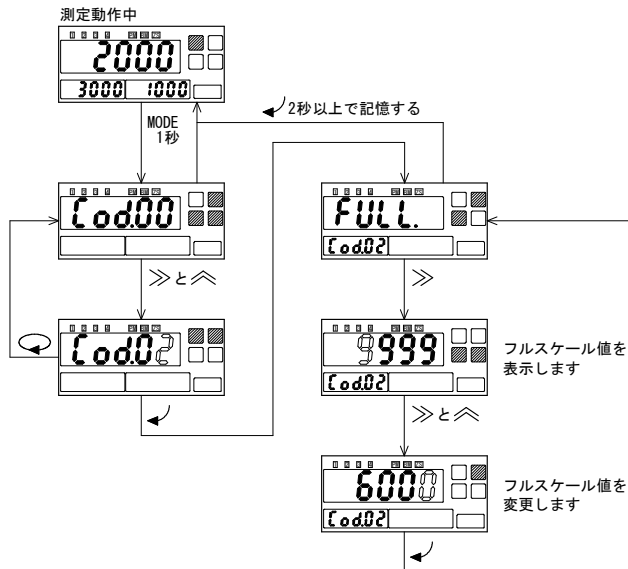 測定動作中
2000
3000 1000
MODE
1秒
2秒以上で記憶する
Cod.00
≫と︽
Cod.02
FULL.
Cod.02
≫
9999
Cod.02
フルスケール値を
表示します
≫と︽
6000
Cod.02
フルスケール値を
変更します